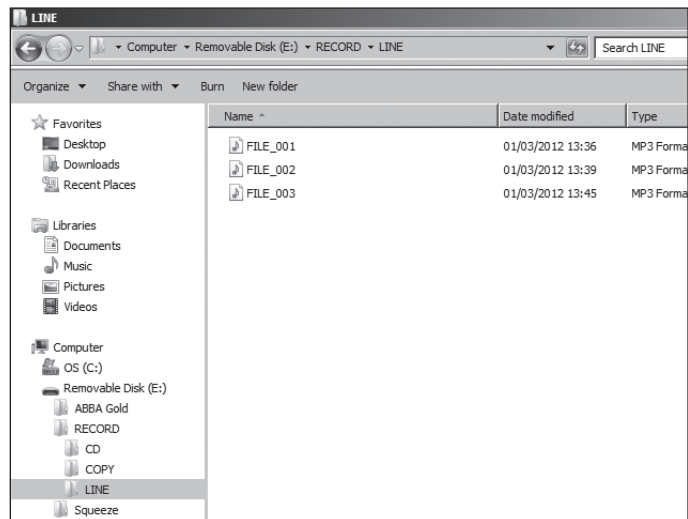 LINE
Computer Removable Disk (E:) RECORD LINE Search LINE
Organize Share with Burn New folder
Favorites
Desktop
Downloads
Recent Places
Libraries
Documents
Music
Pictures
Videos
Computer
OS (C:)
Removable Disk (E:)
ABBA Gold
RECORD
CD
COPY
LINE
Squeeze
Name Date modified Type
FILE_001 01/03/2012 13:36 MP3 Forma
FILE_002 01/03/2012 13:39 MP3 Forma
FILE_003 01/03/2012 13:45 MP3 Forma